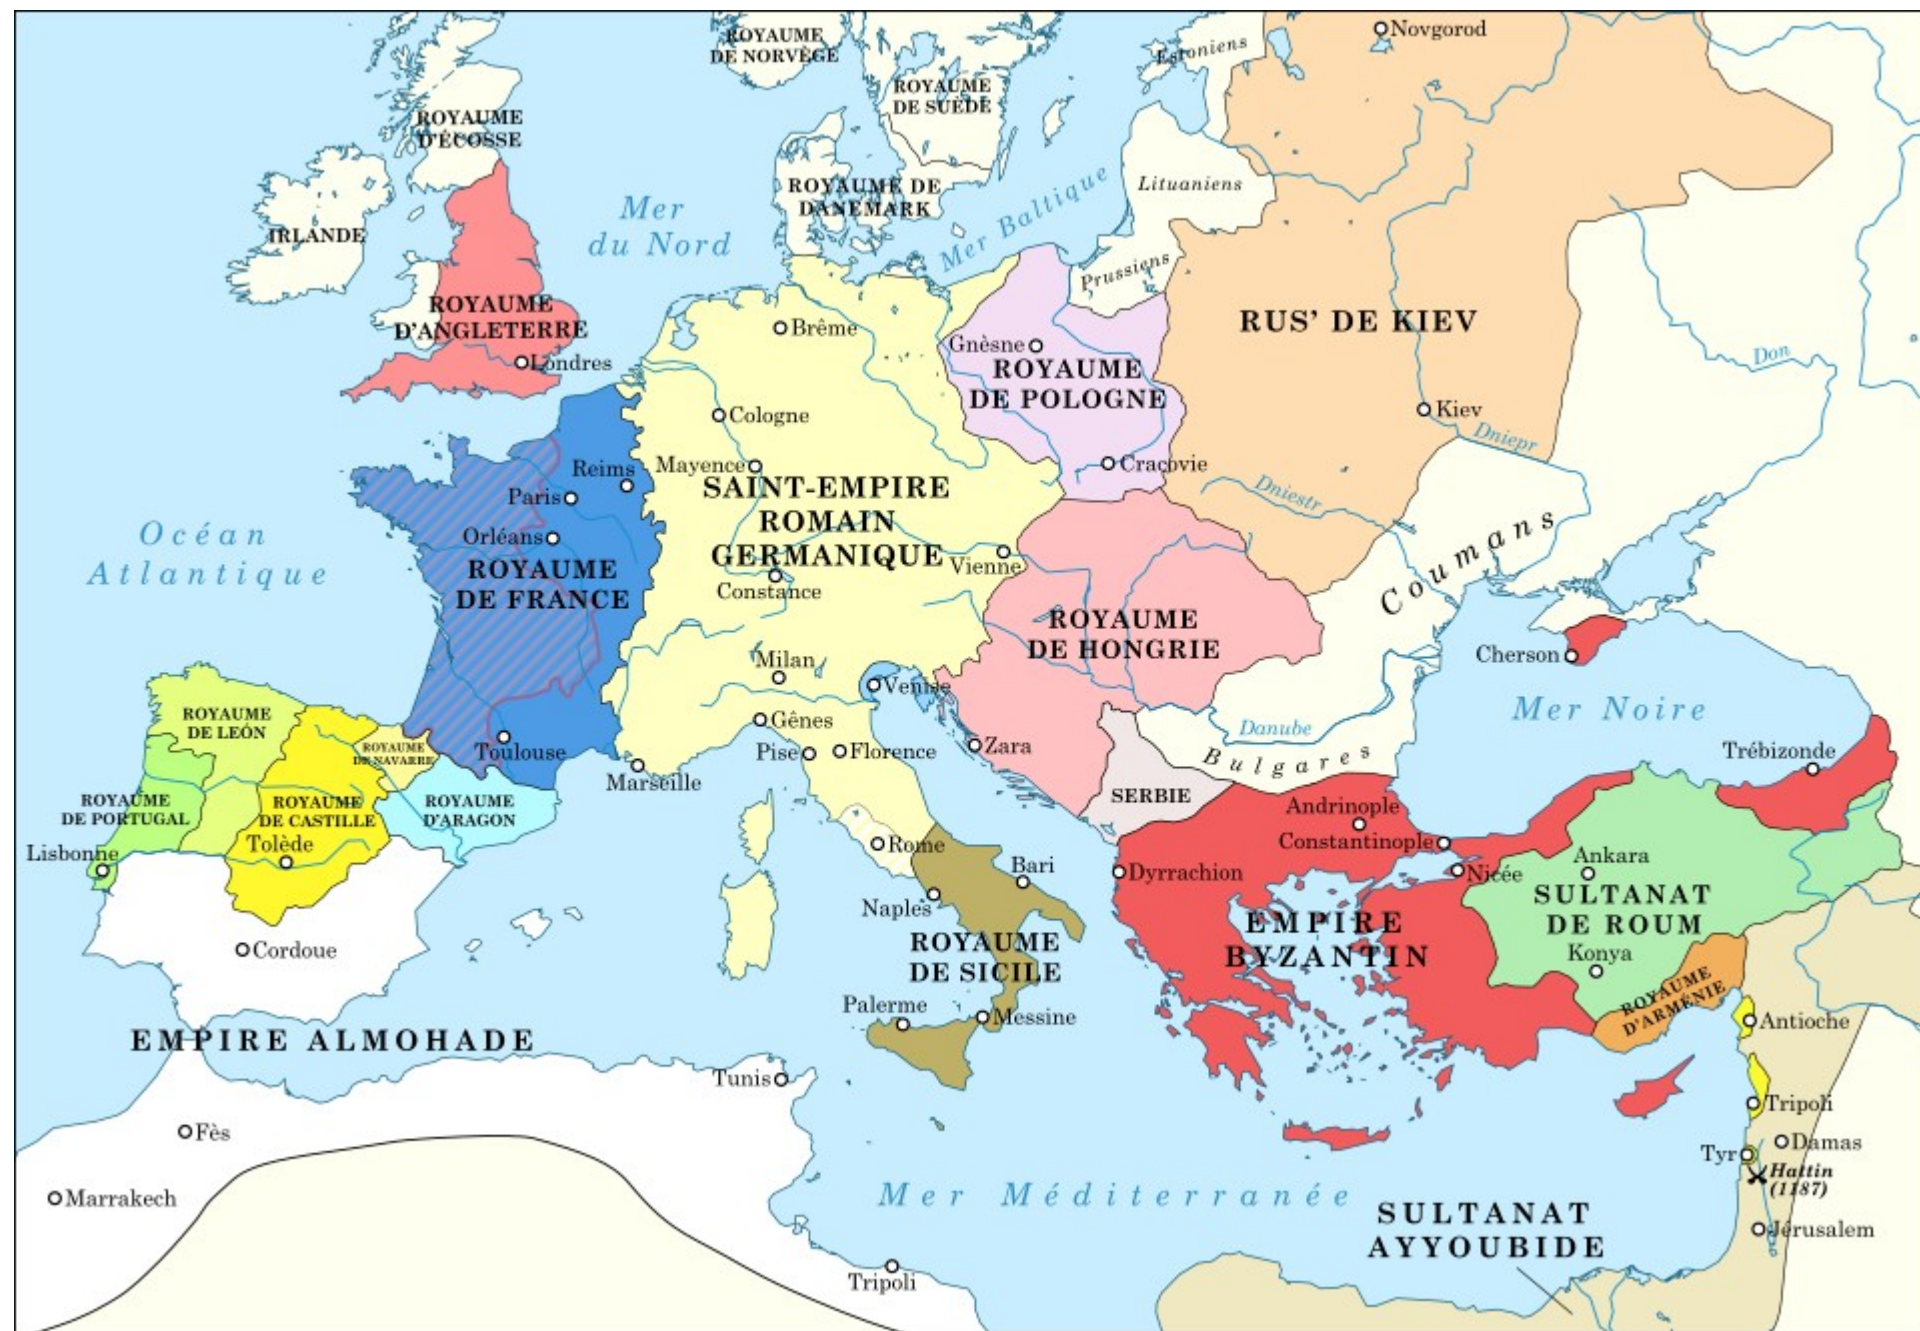 Novgorod
ROYAUME
DE NORVÈGE
Estoniens
ROYAUME
DE SUÈDE
ROYAUME
D'ÉCOSSE
ROYAUME DE
DANEMARK
Lituaniens
Mer
du Nord
Mer Baltique
IRLANDE
Prussiens
ROYAUME
D'ANGLETERRE
Londres
Brême
Gnèsne
ROYAUME
DE POLOGNE
RUS' DE KIEV
Don
Kiev
Dniepr
Cologne
Cracovie
Reims
Mayence
Paris
SAINT-EMPIRE
ROMAIN
GERMANIQUE
Dniestr
Océan
Atlantique
Orléans
ROYAUME
DE FRANCE
Vienne
Constance
Coumans
ROYAUME
DE HONGRIE
Cherson
Milan
Venise
Mer Noire
ROYAUME
DE LEÓN
Gênes
Danube
ROYAUME
DE NAVARRE
Toulouse
Pise
Florence
Zara
Bulgares
Trébizonde
Marseille
ROYAUME
DE PORTUGAL
ROYAUME
DE CASTILLE
ROYAUME
D'ARAGON
SERBIE
Andrinople
Constantinople
Tolède
Lisbonne
Rome
Ankara
Bari
Dyrrachion
Nicée
SULTANAT
DE ROUM
Naples
EMPIRE
BYZANTIN
Cordoue
ROYAUME
DE SICILE
Konya
ROYAUME
D'ARMÉNIE
Palerme
Messine
Antioche
EMPIRE ALMOHADE
Tunis
Tripoli
Fès
Damas
Tyr
Hattin
(1187)
Marrakech
Mer Méditerranée
SULTANAT
AYYOUBIDE
Jérusalem
Tripoli